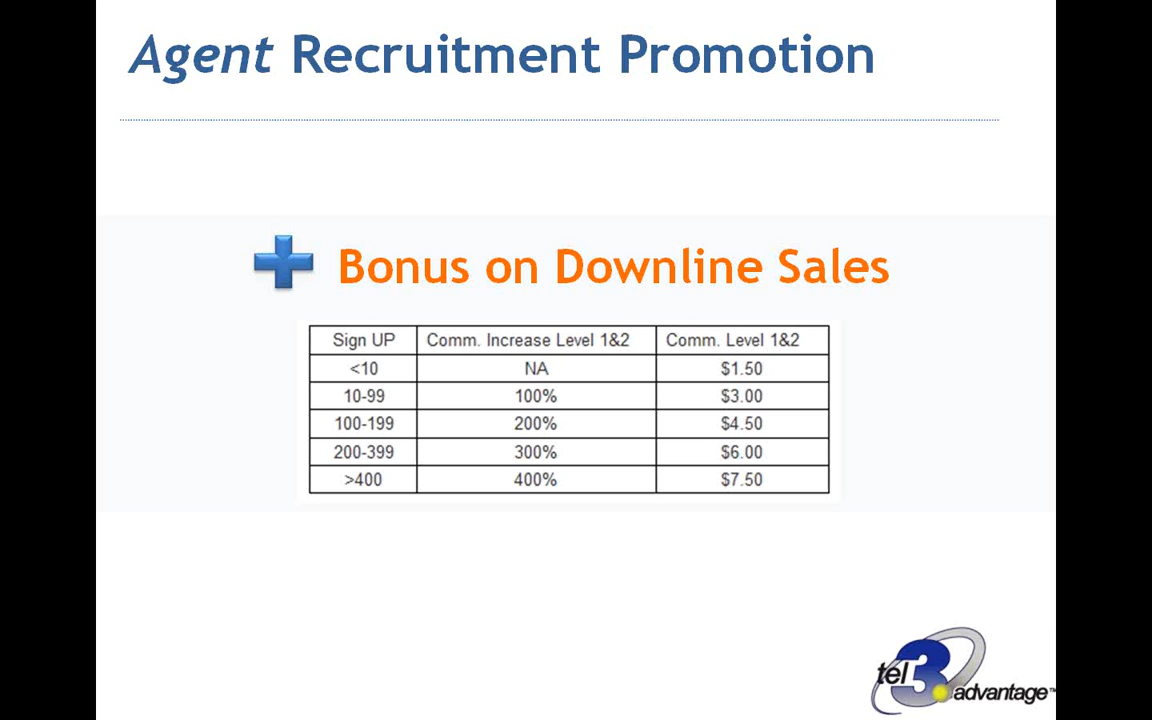 Agent Recruitment Promotion
Bonus on Downline Sales
Sign UP Comm. Increase Level 1&2 Comm. Level 1&2
<10 NA $1.50
10-99 100% $3.00
100-199 200% $4.50
200-399 300% $6.00
>400 400% $7.50
tel3advantage™